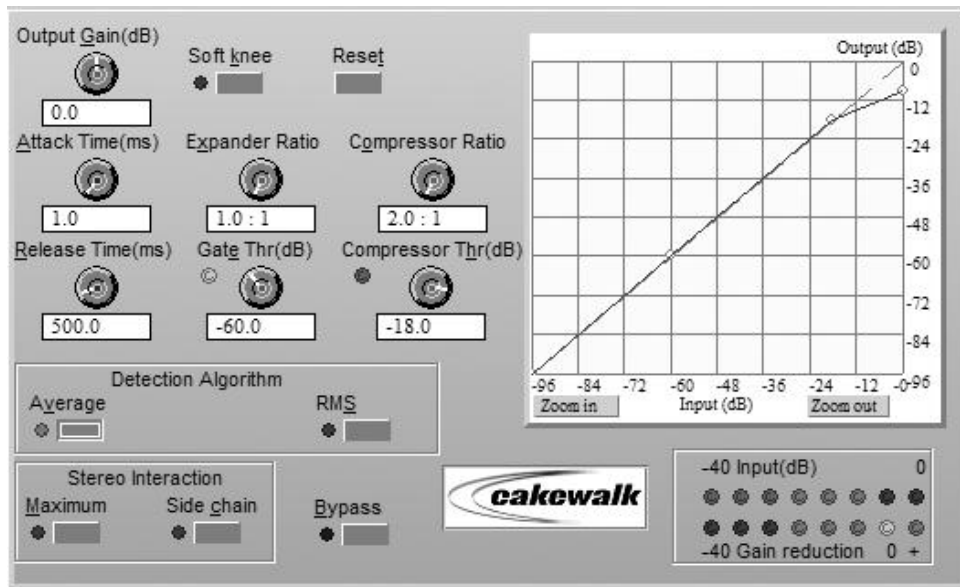 Output Gain(dB)
Soft knee
Reset
0.0
Attack Time(ms)
Expander Ratio
Compressor Ratio
1.0
1.0 : 1
2.0 : 1
Release Time(ms)
Gate Thr(dB)
Compressor Thr(dB)
500.0
-60.0
-18.0
Output (dB)
0
-12
-24
-36
-48
-60
-72
-84
-96
-96 -84 -72 -60 -48 -36 -24 -12 -0
Zoom in
Input (dB)
Zoom out
Detection Algorithm
Average
RMS
Stereo Interaction
Maximum
Side chain
Bypass
cakewalk
-40 Input(dB) 0
-40 Gain reduction 0 +